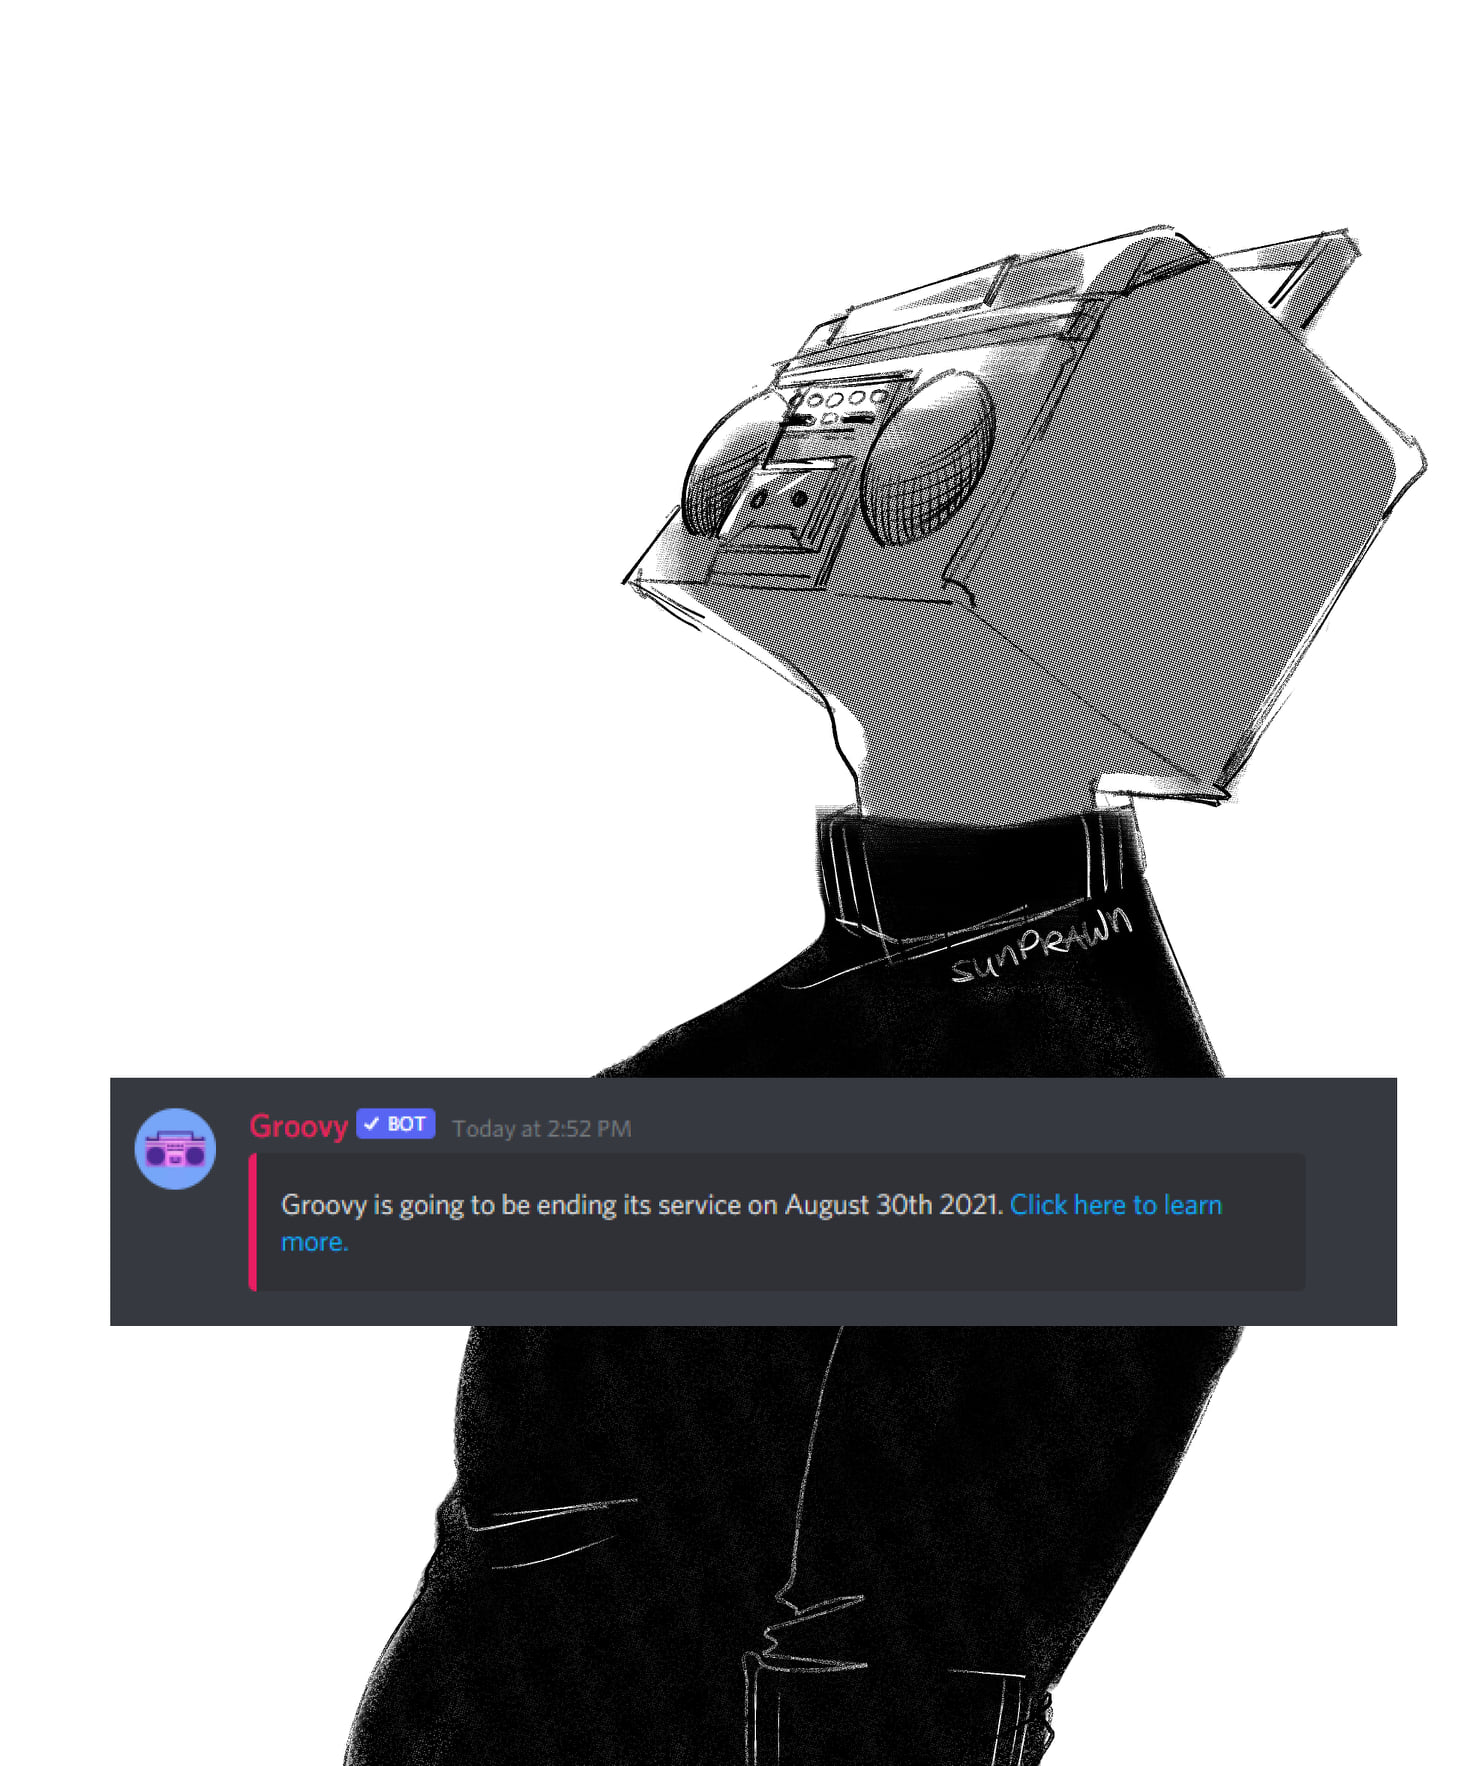 sunPRAWn
Groovy ✓ BOT Today at 2:52 PM
Groovy is going to be ending its service on August 30th 2021. Click here to learn
more.